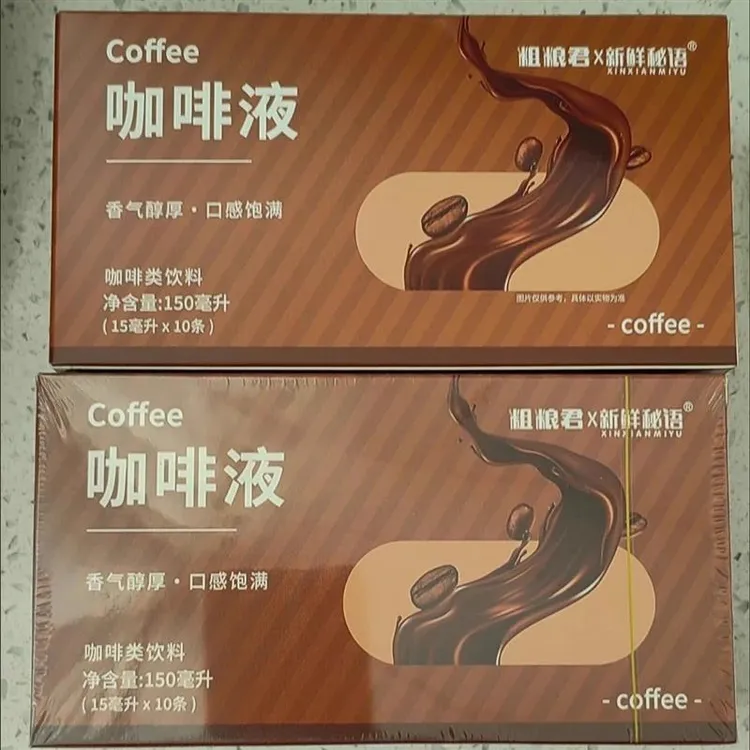 Coffee
粗粮君x新鲜秘语®
XINXIANMIYU
咖啡液
香气醇厚·口感饱满
咖啡类饮料
净含量:150毫升
(15毫升x10条)
图片仅供参考，具体以实物为准
- coffee -
Coffee
粗粮君x新鲜秘语®
XINXIANMIYU
咖啡液
香气醇厚·口感饱满
咖啡类饮料
净含量:150毫升
(15毫升x10条)
- coffee -